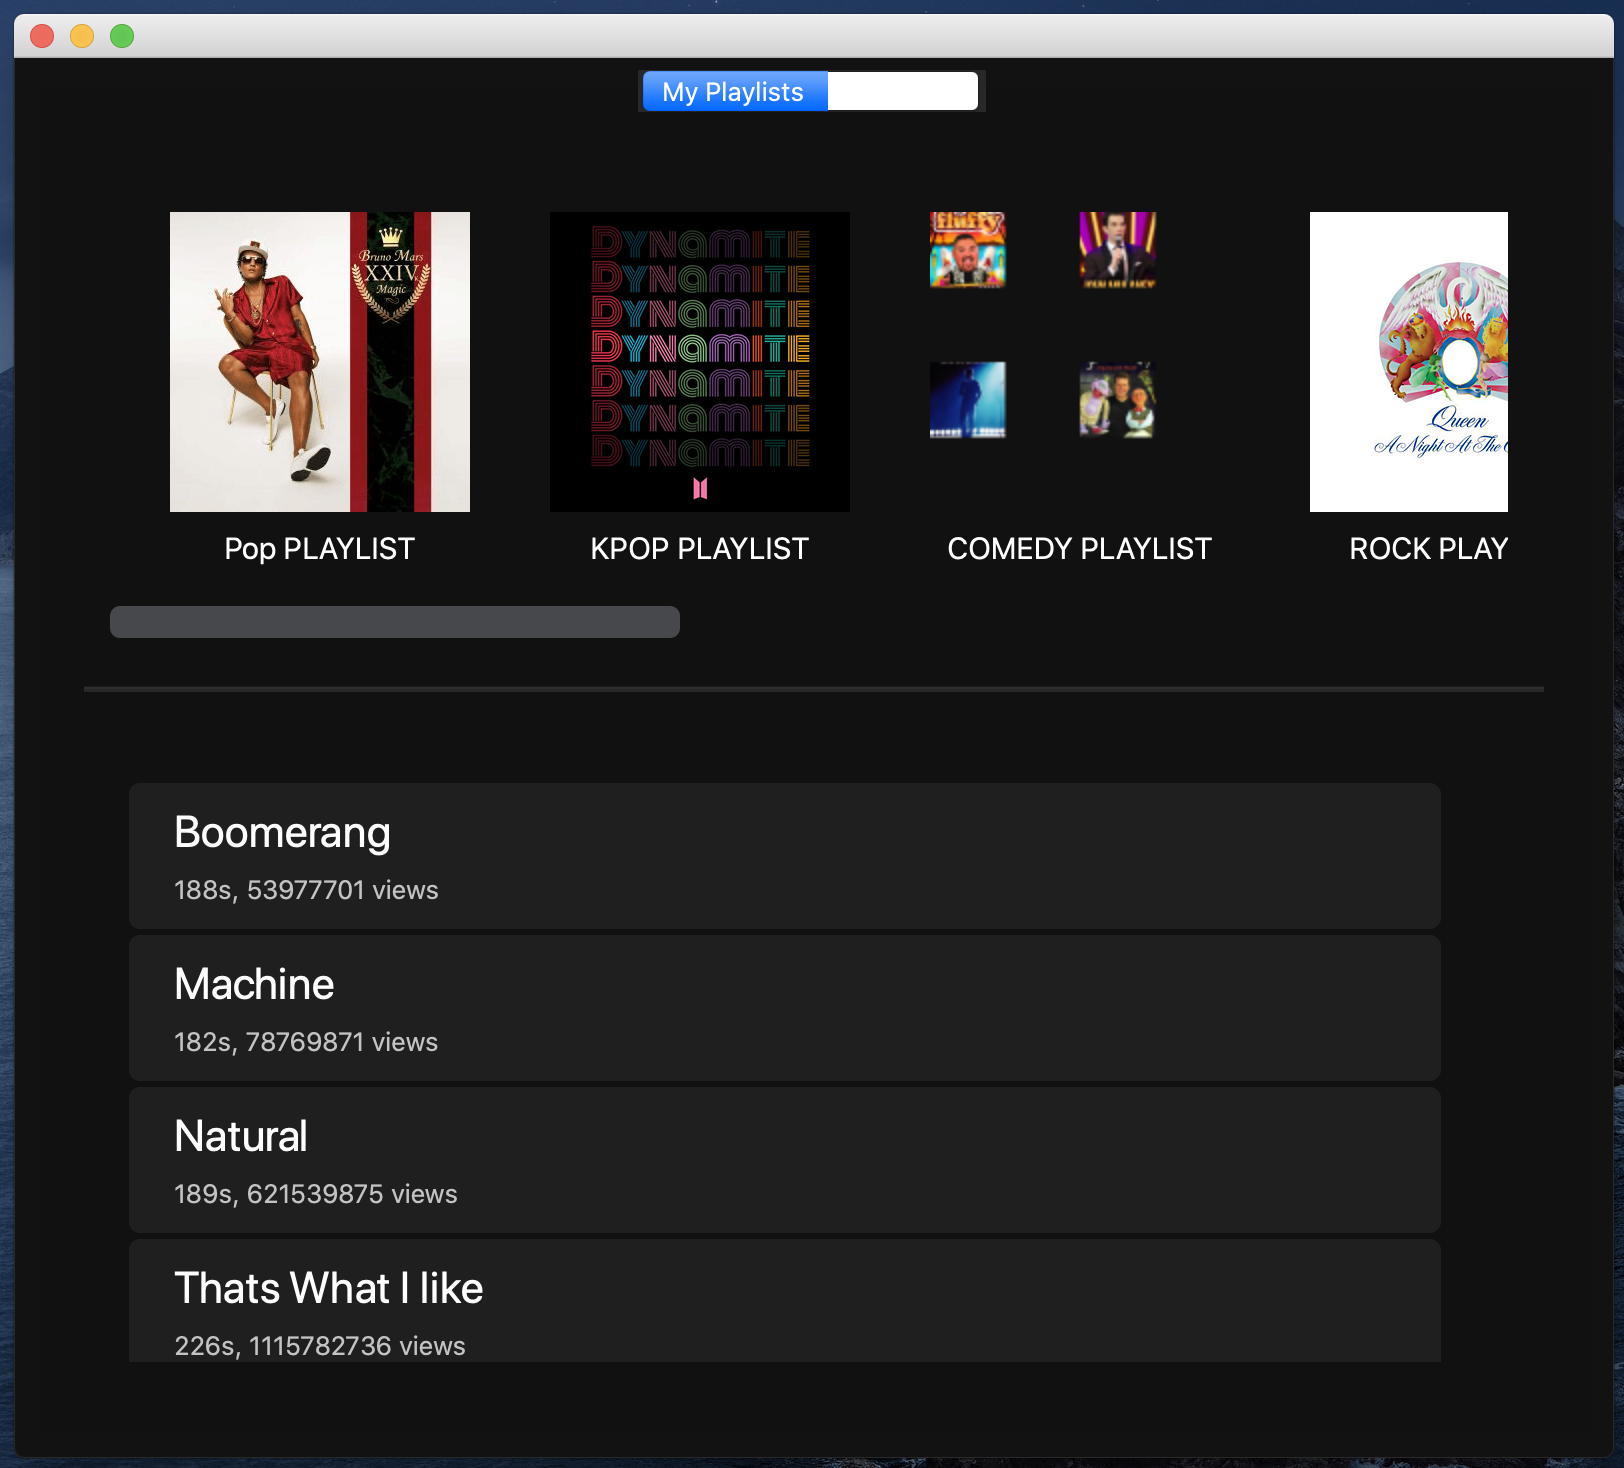 My Playlists
Bruno Mars
XXIVK
Magic
DYNAMITE
DYNAMITE
DYNAMITE
DYNAMITE
DYNAMITE
DYNAMITE
DYNAMITE
fluffy
Queen
A Night At The
Pop PLAYLIST
KPOP PLAYLIST
COMEDY PLAYLIST
ROCK PLAY
Boomerang
188s, 53977701 views
Machine
182s, 78769871 views
Natural
189s, 621539875 views
Thats What I like
226s, 1115782736 views